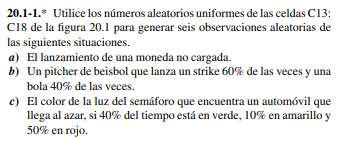 20.1-1.* Utilice los números aleatorios uniformes de las celdas C13:
C18 de la figura 20.1 para generar seis observaciones aleatorias de
las siguientes situaciones.
a) El lanzamiento de una moneda no cargada.
b) Un pitcher de beisbol que lanza un strike 60% de las veces y una
bola 40% de las veces.
c) El color de la luz del semáforo que encuentra un automóvil que
llega al azar, si 40% del tiempo está en verde, 10% en amarillo y
50% en rojo.